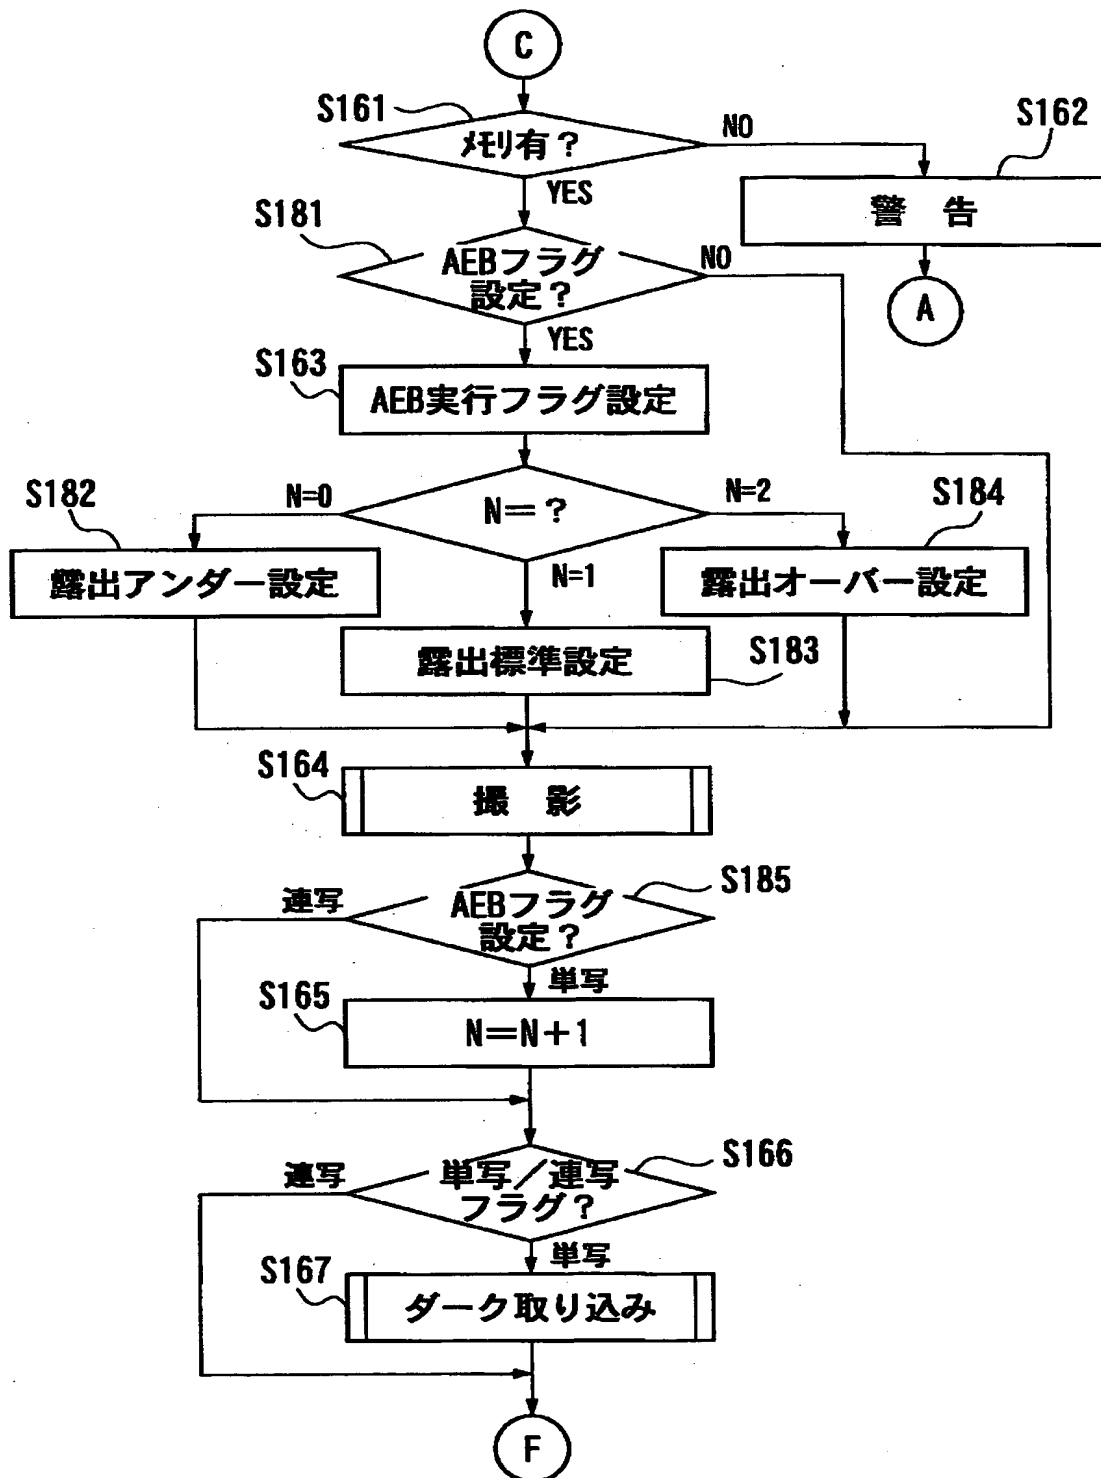 C
S161
メモリ有？
NO
S162
YES
警 告
S181
AEBフラグ
設定？
NO
A
YES
S163
AEB実行フラグ設定
S182
N=0
N＝？
N=2
S184
露出アンダー設定
N=1
露出オーバー設定
露出標準設定
S183
S164
撮 影
S185
連写
AEBフラグ
設定？
単写
S165
N＝N＋1
S166
連写
単写／連写
フラグ？
単写
S167
ダーク取り込み
F